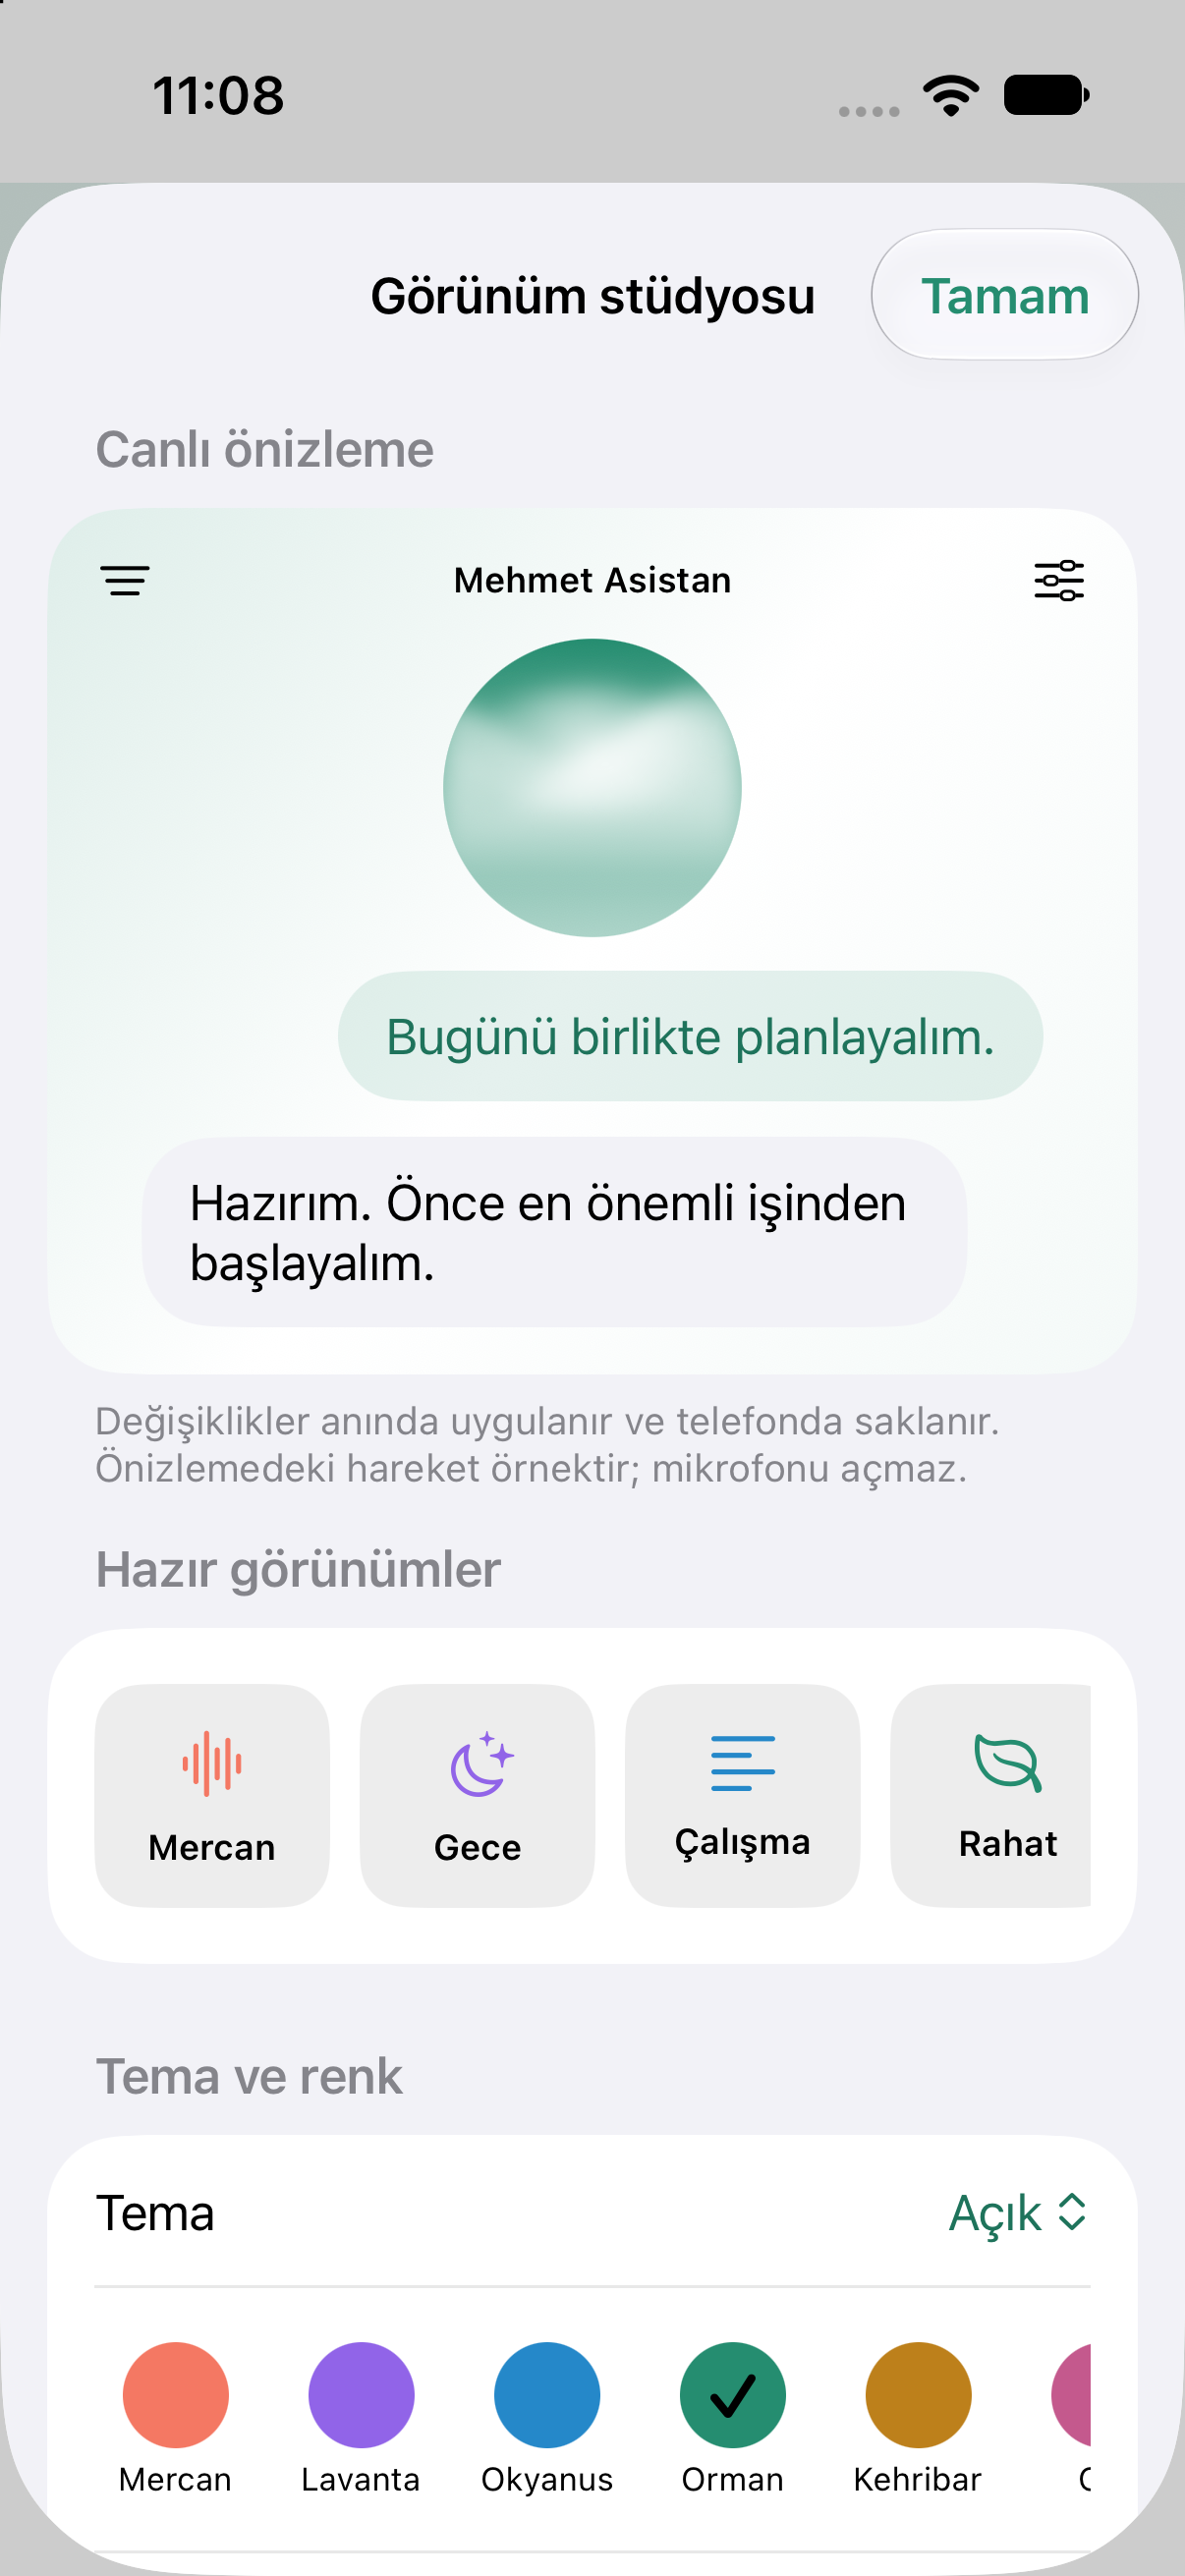 11:08
Görünüm stüdyosu
Tamam
Canlı önizleme
Mehmet Asistan
Bugünü birlikte planlayalım.
Hazırım. Önce en önemli işinden
başlayalım.
Değişiklikler anında uygulanır ve telefonda saklanır.
Önizlemedeki hareket örnektir; mikrofonu açmaz.
Hazır görünümler
Mercan
Gece
Çalışma
Rahat
Tema ve renk
Tema
Açık
Mercan
Lavanta
Okyanus
Orman
Kehribar